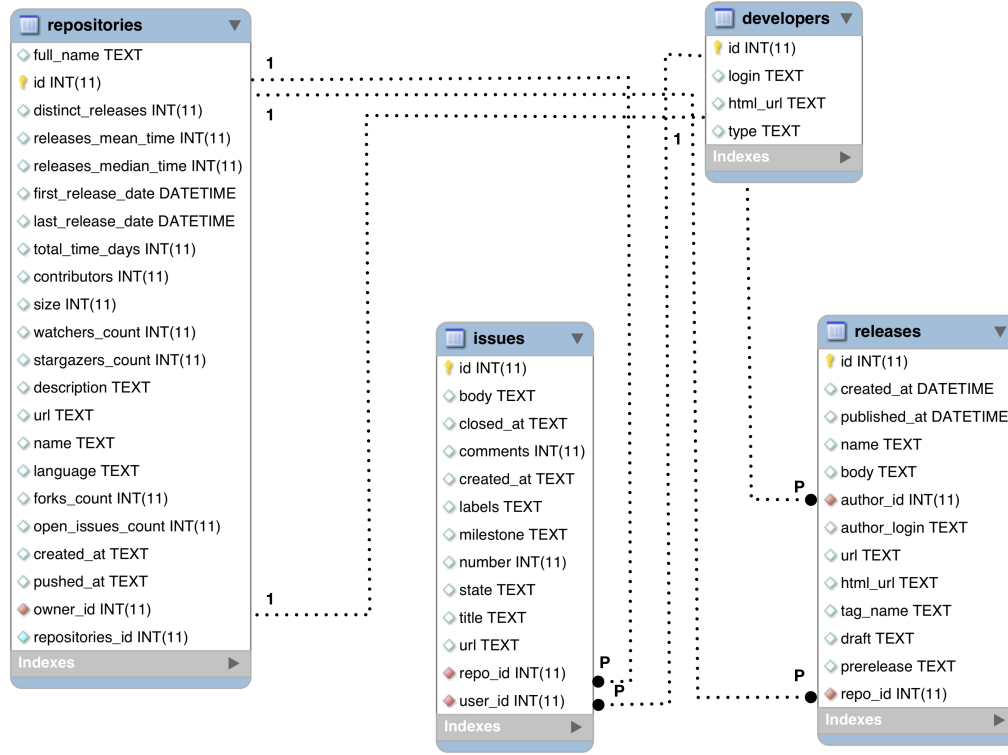 repositories
full_name TEXT
id INT(11)
distinct_releases INT(11)
releases_mean_time INT(11)
releases_median_time INT(11)
first_release_date DATETIME
last_release_date DATETIME
total_time_days INT(11)
contributors INT(11)
size INT(11)
watchers_count INT(11)
stargazers_count INT(11)
description TEXT
url TEXT
name TEXT
language TEXT
forks_count INT(11)
open_issues_count INT(11)
created_at TEXT
pushed_at TEXT
owner_id INT(11)
repositories_id INT(11)
Indexes
1
1
1
developers
id INT(11)
login TEXT
html_url TEXT
type TEXT
Indexes
1
issues
id INT(11)
body TEXT
closed_at TEXT
comments INT(11)
created_at TEXT
labels TEXT
milestone TEXT
number INT(11)
state TEXT
title TEXT
url TEXT
repo_id INT(11)
user_id INT(11)
Indexes
P
P
releases
id INT(11)
created_at DATETIME
published_at DATETIME
name TEXT
body TEXT
author_id INT(11)
author_login TEXT
url TEXT
html_url TEXT
tag_name TEXT
draft TEXT
prerelease TEXT
repo_id INT(11)
Indexes
P
P